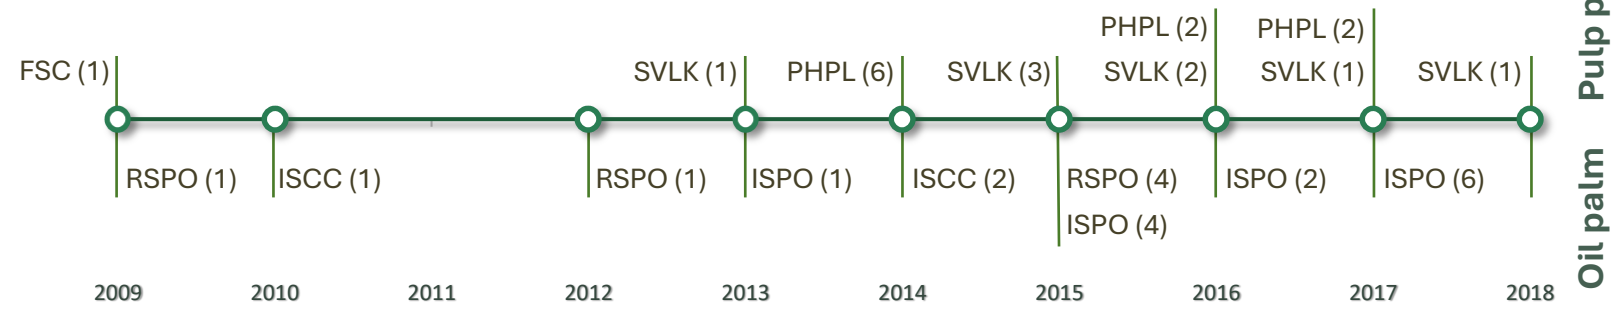 PHPL (2) PHPL (2)
FSC (1) SVLK (1) PHPL (6) SVLK (3) SVLK (2) SVLK (1) SVLK (1)
RSPO (1) ISCC (1) RSPO (1) ISPO (1) ISCC (2) RSPO (4) ISPO (2) ISPO (6)
ISPO (4)
2009 2010 2011 2012 2013 2014 2015 2016 2017 2018
Pulp p
Oil palm